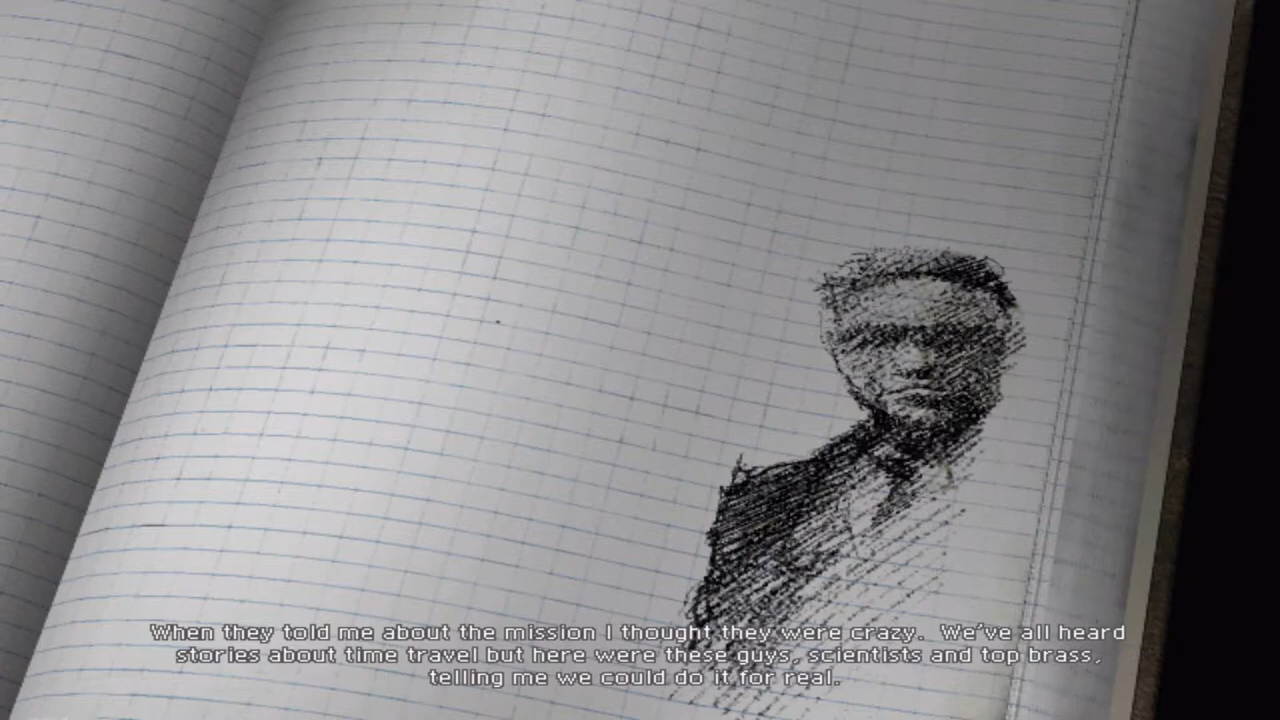 When they told me about the mission I thought they were crazy.  We've all heard
stories about time travel but here were these guys, scientists and top brass,
telling me we could do it for real.